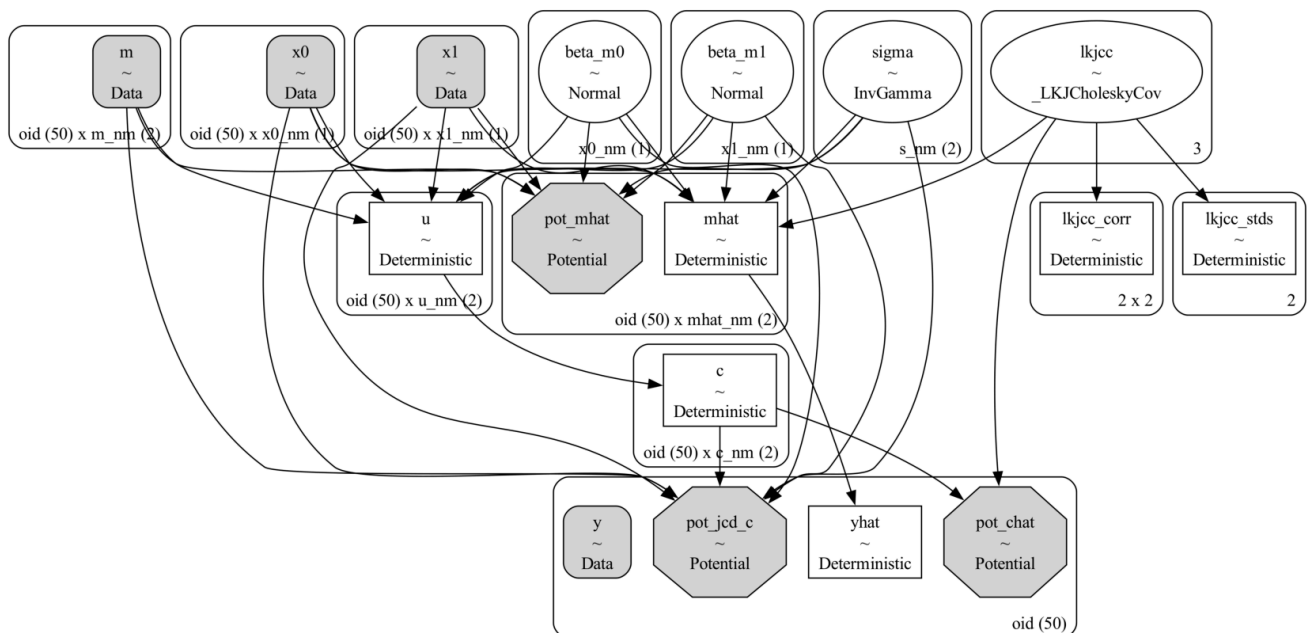 m
~
Data
oid (50) x m_nm (2)
x0
~
Data
oid (50) x x0_nm (1)
x1
~
Data
oid (50) x x1_nm (1)
beta_m0
~
Normal
x0_nm (1)
beta_m1
~
Normal
x1_nm (1)
sigma
~
InvGamma
s_nm (2)
lkjcc
~
_LKJCholeskyCov
3
u
~
Deterministic
oid (50) x u_nm (2)
pot_mhat
~
Potential
mhat
~
Deterministic
oid (50) x mhat_nm (2)
lkjcc_corr
~
Deterministic
2 x 2
lkjcc_stds
~
Deterministic
2
c
~
Deterministic
oid (50) x c_nm (2)
y
~
Data
pot_jcd_c
~
Potential
yhat
~
Deterministic
pot_chat
~
Potential
oid (50)